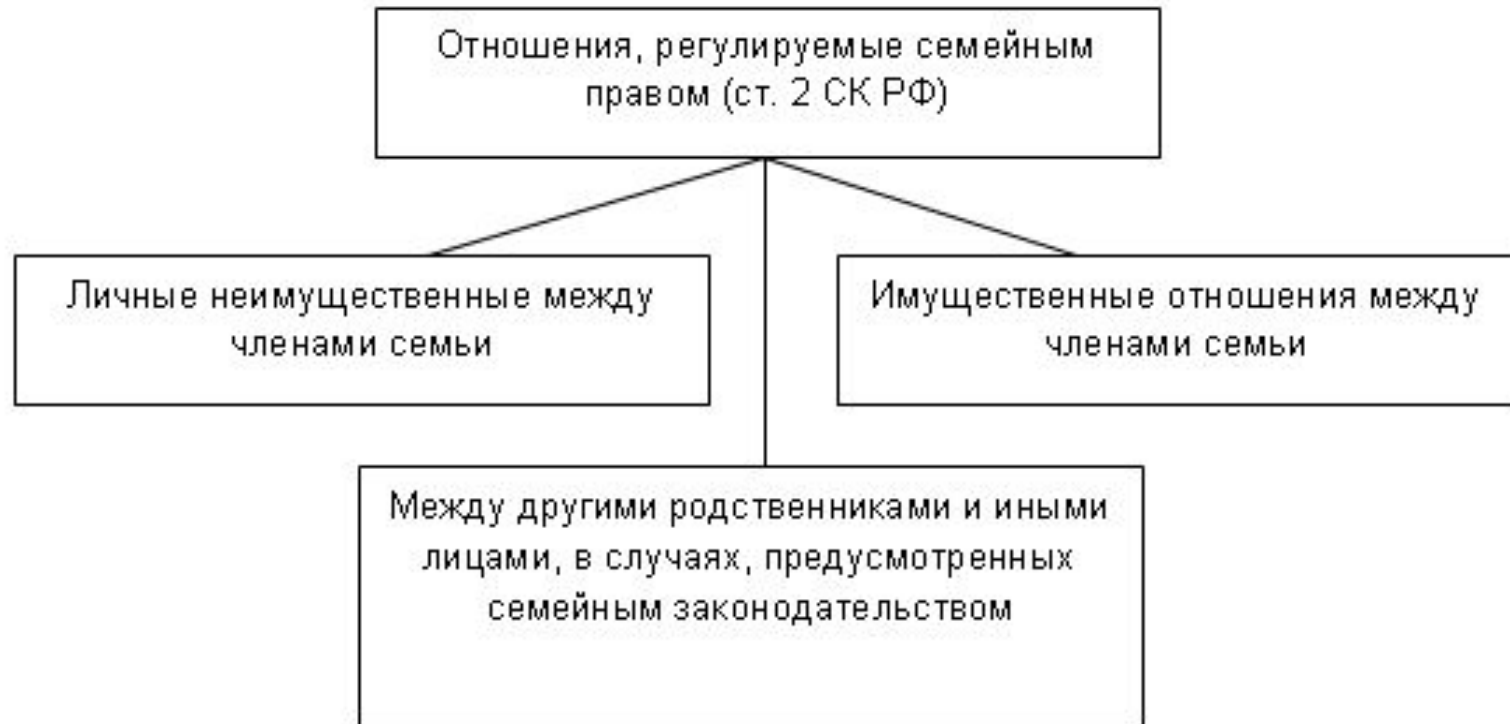 Отношения, регулируемые семейным
правом (ст. 2 СК РФ)
Личные неимущественные между
членами семьи
Имущественные отношения между
членами семьи
Между другими родственниками и иными
лицами, в случаях, предусмотренных
семейным законодательством